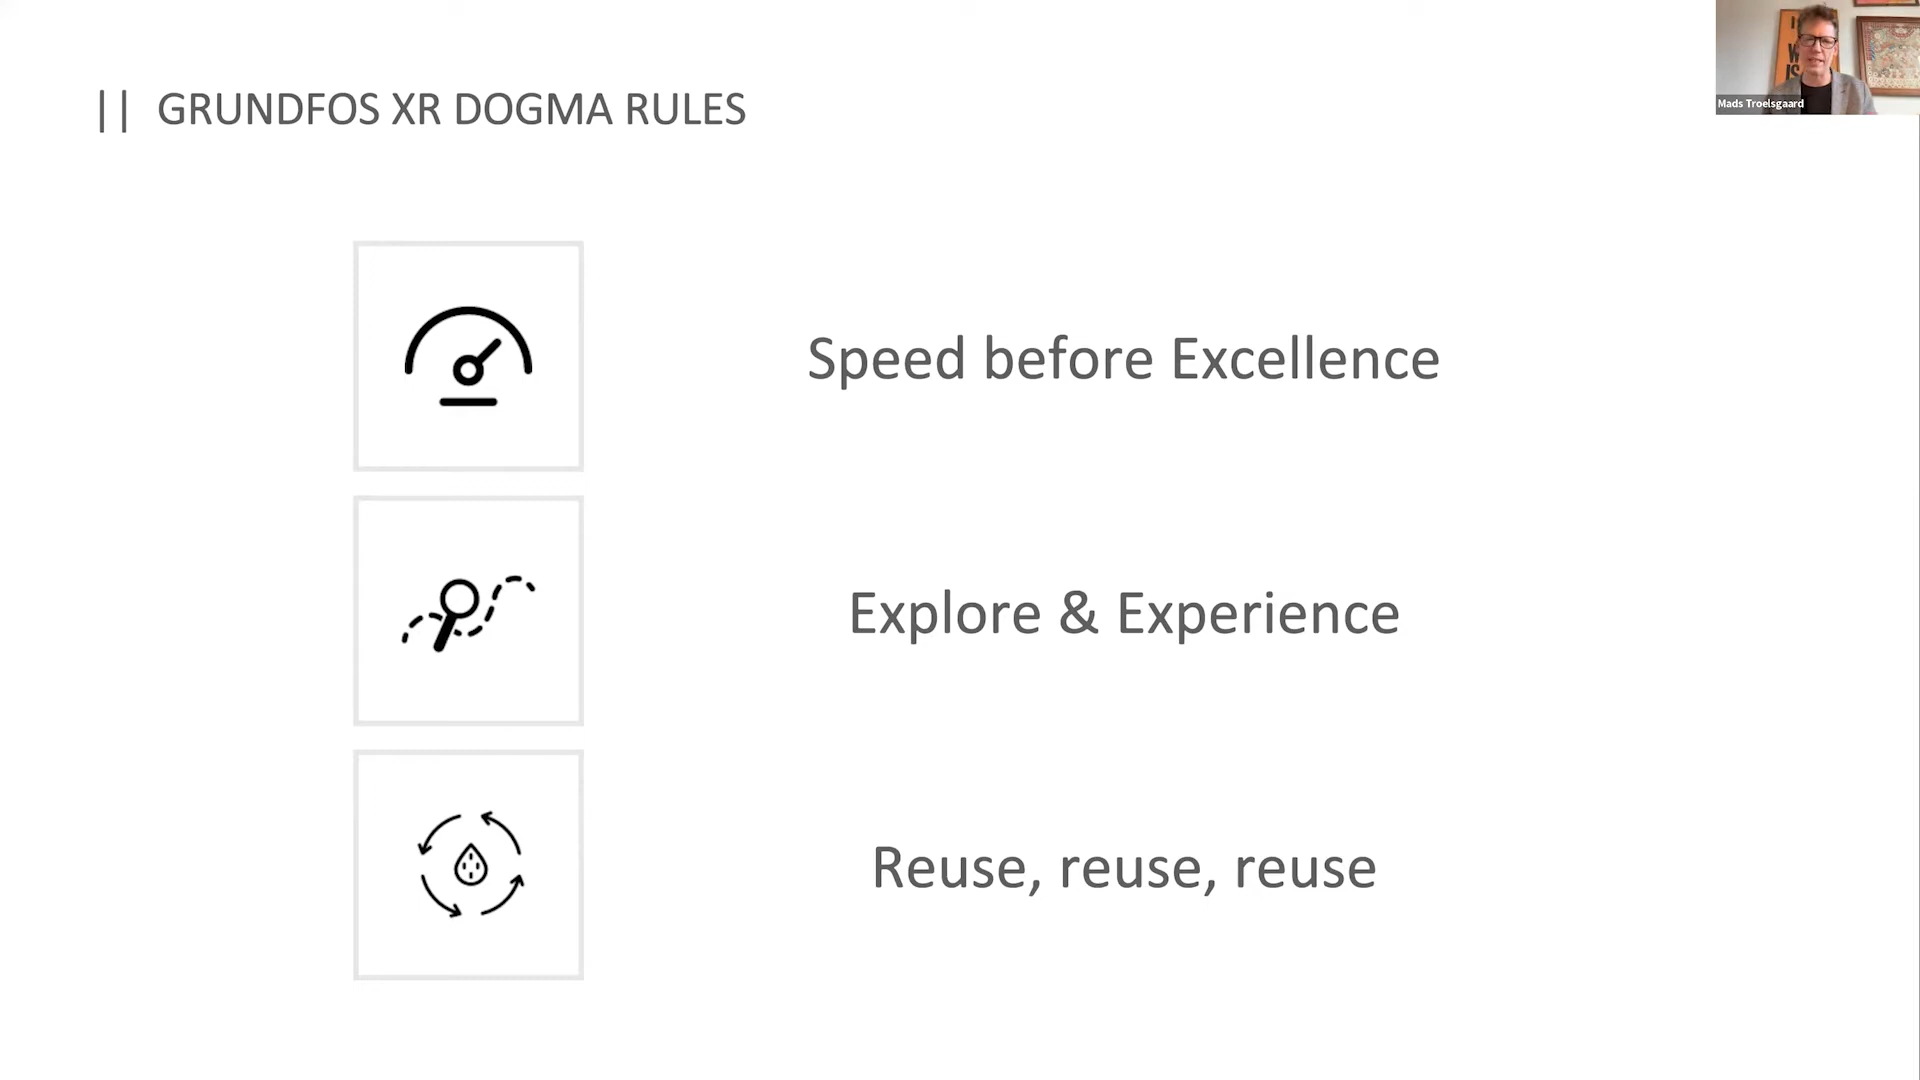 || GRUNDFOS XR DOGMA RULES
Mads Troelsgaard
Speed before Excellence
Explore & Experience
Reuse, reuse, reuse